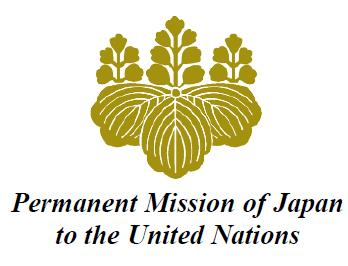 Permanent Mission of Japan
to the United Nations